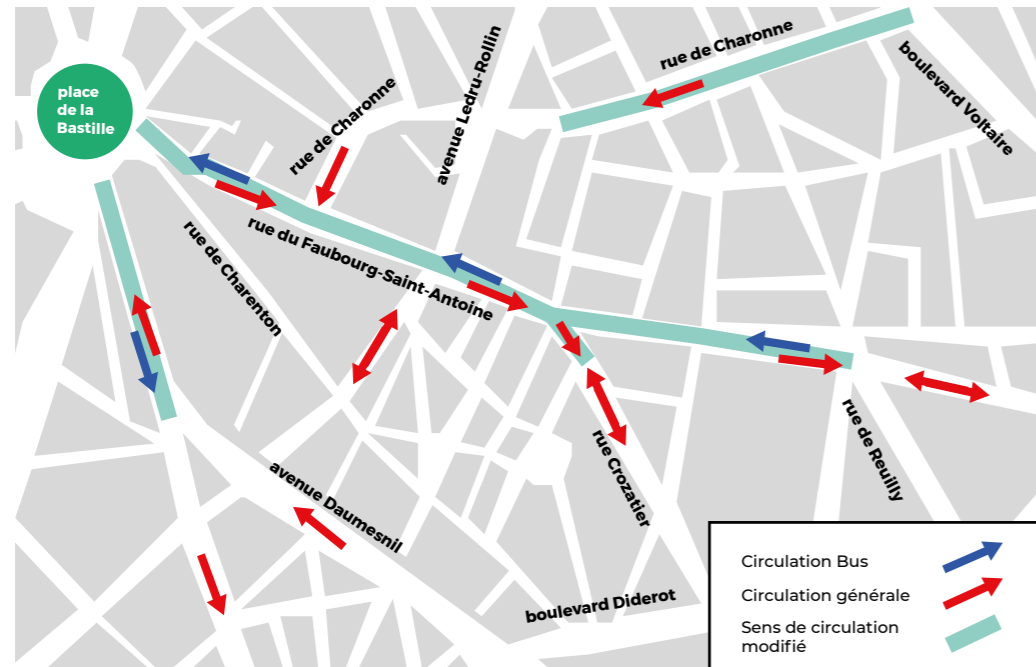 place
de la
Bastille
rue de Charonne
avenue Ledru-Rollin
rue de Charonne
boulevard Voltaire
rue de Charenton
rue du Faubourg-Saint-Antoine
avenue Daumesnil
rue Crozatier
rue de Reuilly
boulevard Diderot
Circulation Bus
Circulation générale
Sens de circulation
modifié